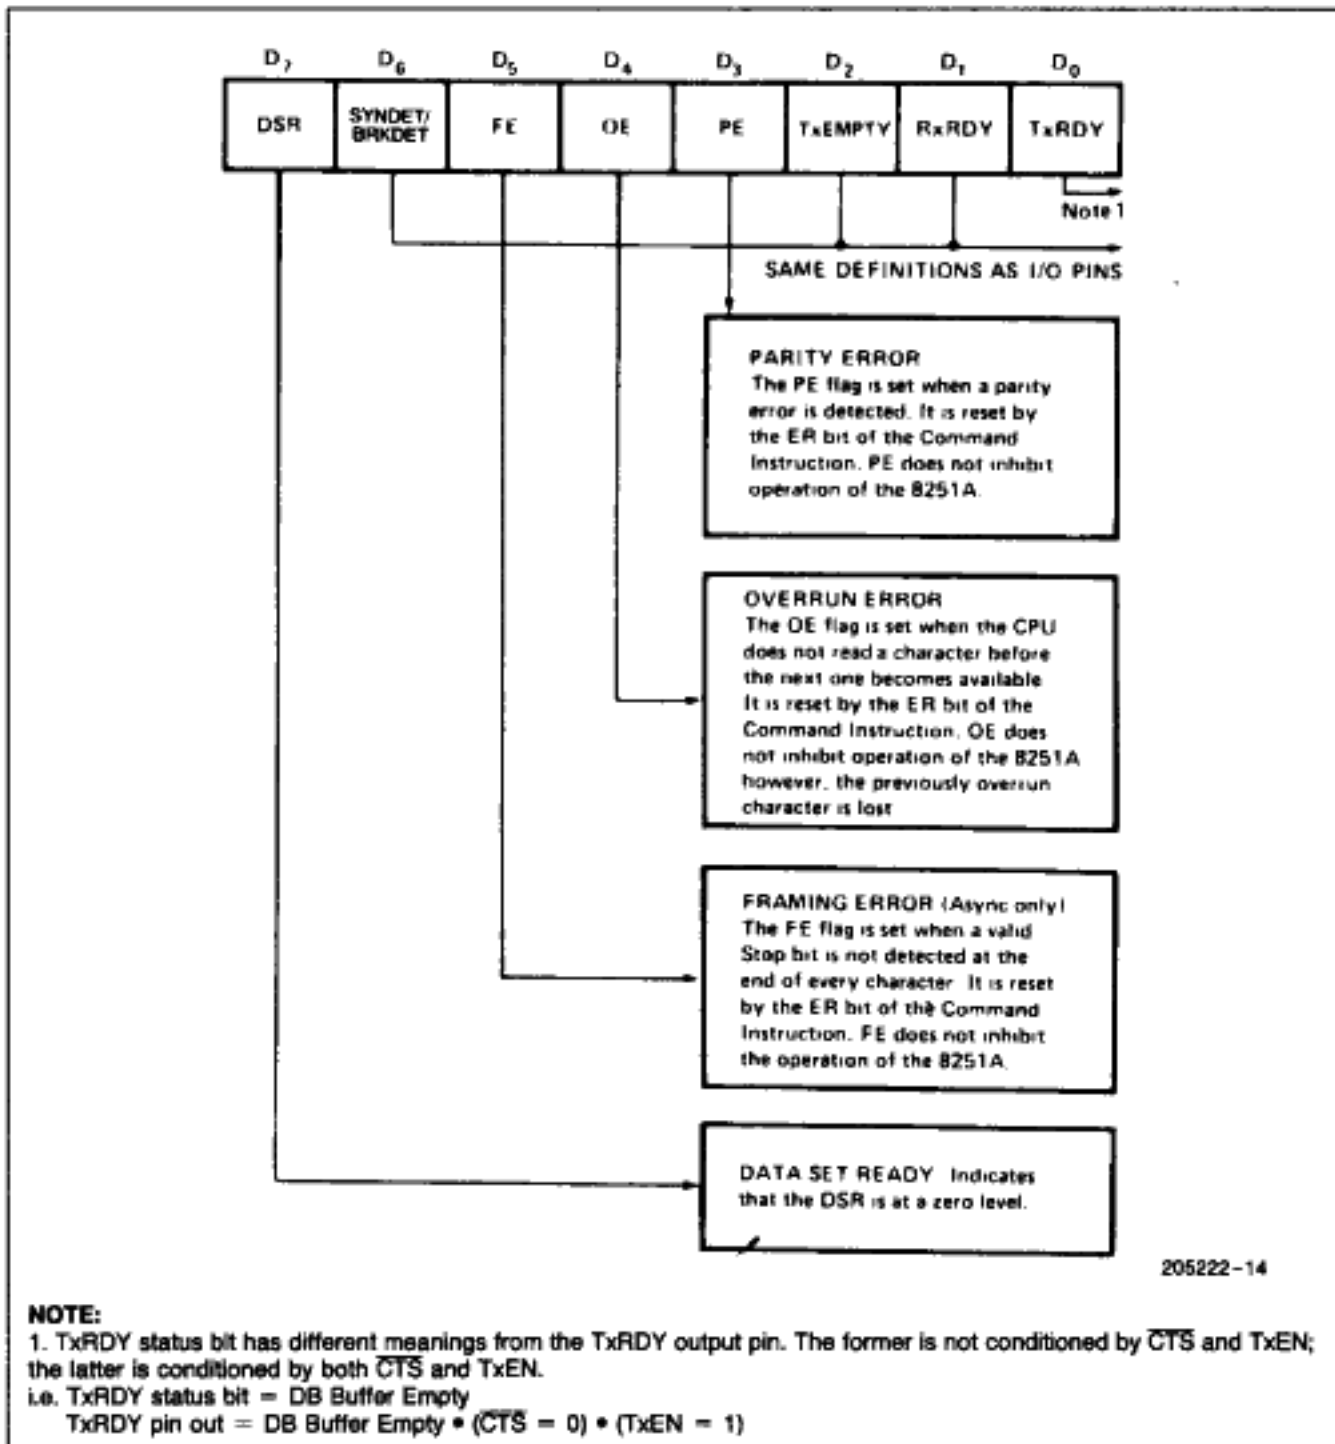 D7 D6 D5 D4 D3 D2 D1 D0
DSR SYNDET/ BRKDET FE OE PE TxEMPTY RxRDY TxRDY
Note 1
SAME DEFINITIONS AS I/O PINS
PARITY ERROR
The PE flag is set when a parity
error is detected. It is reset by
the ER bit of the Command
Instruction. PE does not inhibit
operation of the 8251A.
OVERRUN ERROR
The OE flag is set when the CPU
does not read a character before
the next one becomes available
It is reset by the ER bit of the
Command Instruction. OE does
not inhibit operation of the 8251A
however, the previously overrun
character is lost
FRAMING ERROR (Async only)
The FE flag is set when a valid
Stop bit is not detected at the
end of every character It is reset
by the ER bit of the Command
Instruction. FE does not inhibit
the operation of the 8251A.
DATA SET READY Indicates
that the DSR is at a zero level.
205222-14
NOTE:
1. TxRDY status bit has different meanings from the TxRDY output pin. The former is not conditioned by C̅T̅S̅ and TxEN;
the latter is conditioned by both C̅T̅S̅ and TxEN.
i.e. TxRDY status bit = DB Buffer Empty
TxRDY pin out = DB Buffer Empty • (C̅T̅S̅ = 0) • (TxEN = 1)